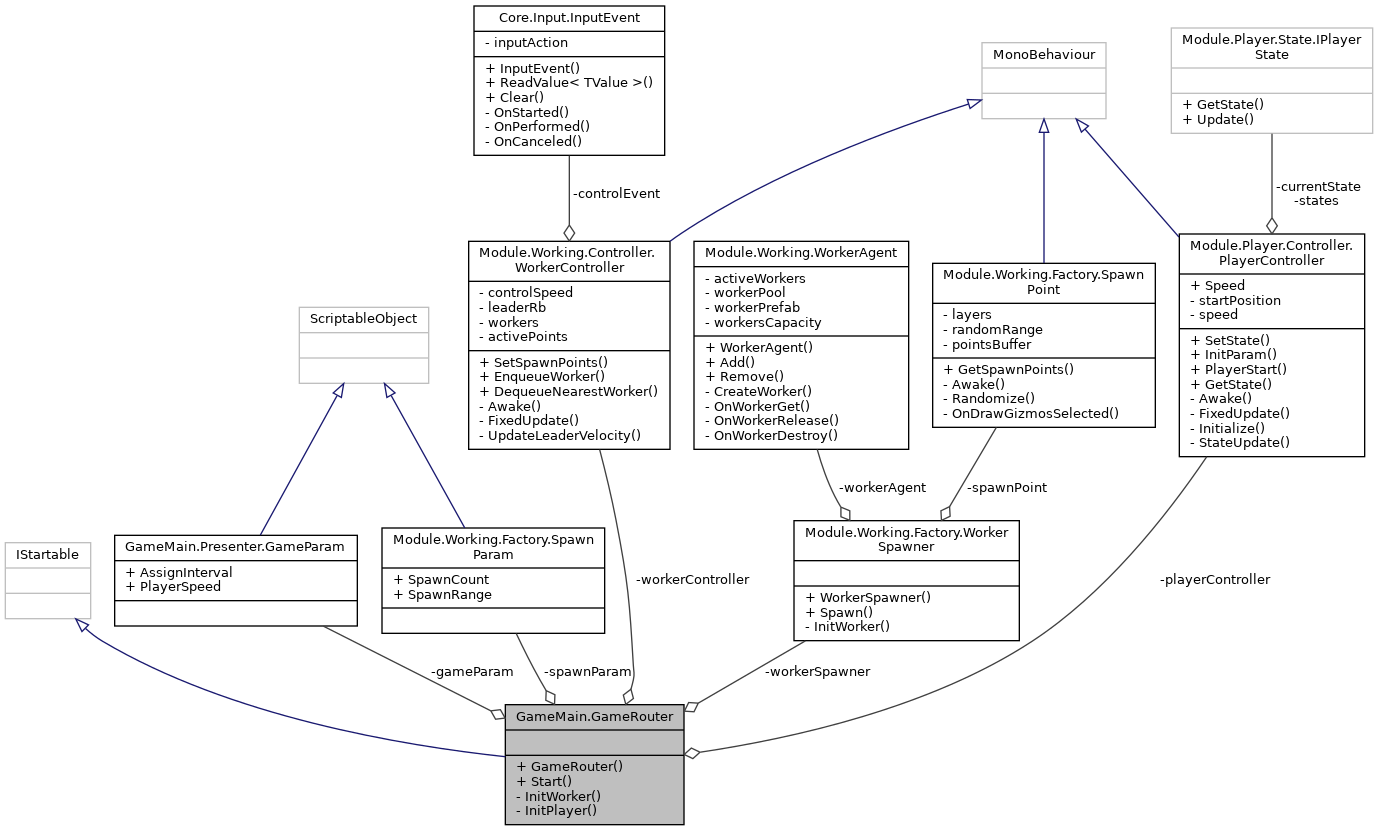 Core.Input.InputEvent
- inputAction
+ InputEvent()
+ ReadValue< TValue >()
+ Clear()
- OnStarted()
- OnPerformed()
- OnCanceled()
MonoBehaviour
Module.Player.State.IPlayer
State
+ GetState()
+ Update()
-controlEvent
-currentState
-states
Module.Working.Controller.
WorkerController
- controlSpeed
- leaderRb
- workers
- activePoints
+ SetSpawnPoints()
+ EnqueueWorker()
+ DequeueNearestWorker()
- Awake()
- FixedUpdate()
- UpdateLeaderVelocity()
Module.Working.WorkerAgent
- activeWorkers
- workerPool
- workerPrefab
- workersCapacity
+ WorkerAgent()
+ Add()
+ Remove()
- CreateWorker()
- OnWorkerGet()
- OnWorkerRelease()
- OnWorkerDestroy()
Module.Working.Factory.Spawn
Point
- layers
- randomRange
- pointsBuffer
+ GetSpawnPoints()
- Awake()
- Randomize()
- OnDrawGizmosSelected()
Module.Player.Controller.
PlayerController
+ Speed
- startPosition
- speed
+ SetState()
+ InitParam()
+ PlayerStart()
+ GetState()
- Awake()
- FixedUpdate()
- Initialize()
- StateUpdate()
ScriptableObject
-workerAgent
-spawnPoint
IStartable
GameMain.Presenter.GameParam
+ AssignInterval
+ PlayerSpeed
Module.Working.Factory.Spawn
Param
+ SpawnCount
+ SpawnRange
-workerController
Module.Working.Factory.Worker
Spawner
+ WorkerSpawner()
+ Spawn()
- InitWorker()
-playerController
-gameParam
-spawnParam
-workerSpawner
GameMain.GameRouter
+ GameRouter()
+ Start()
- InitWorker()
- InitPlayer()